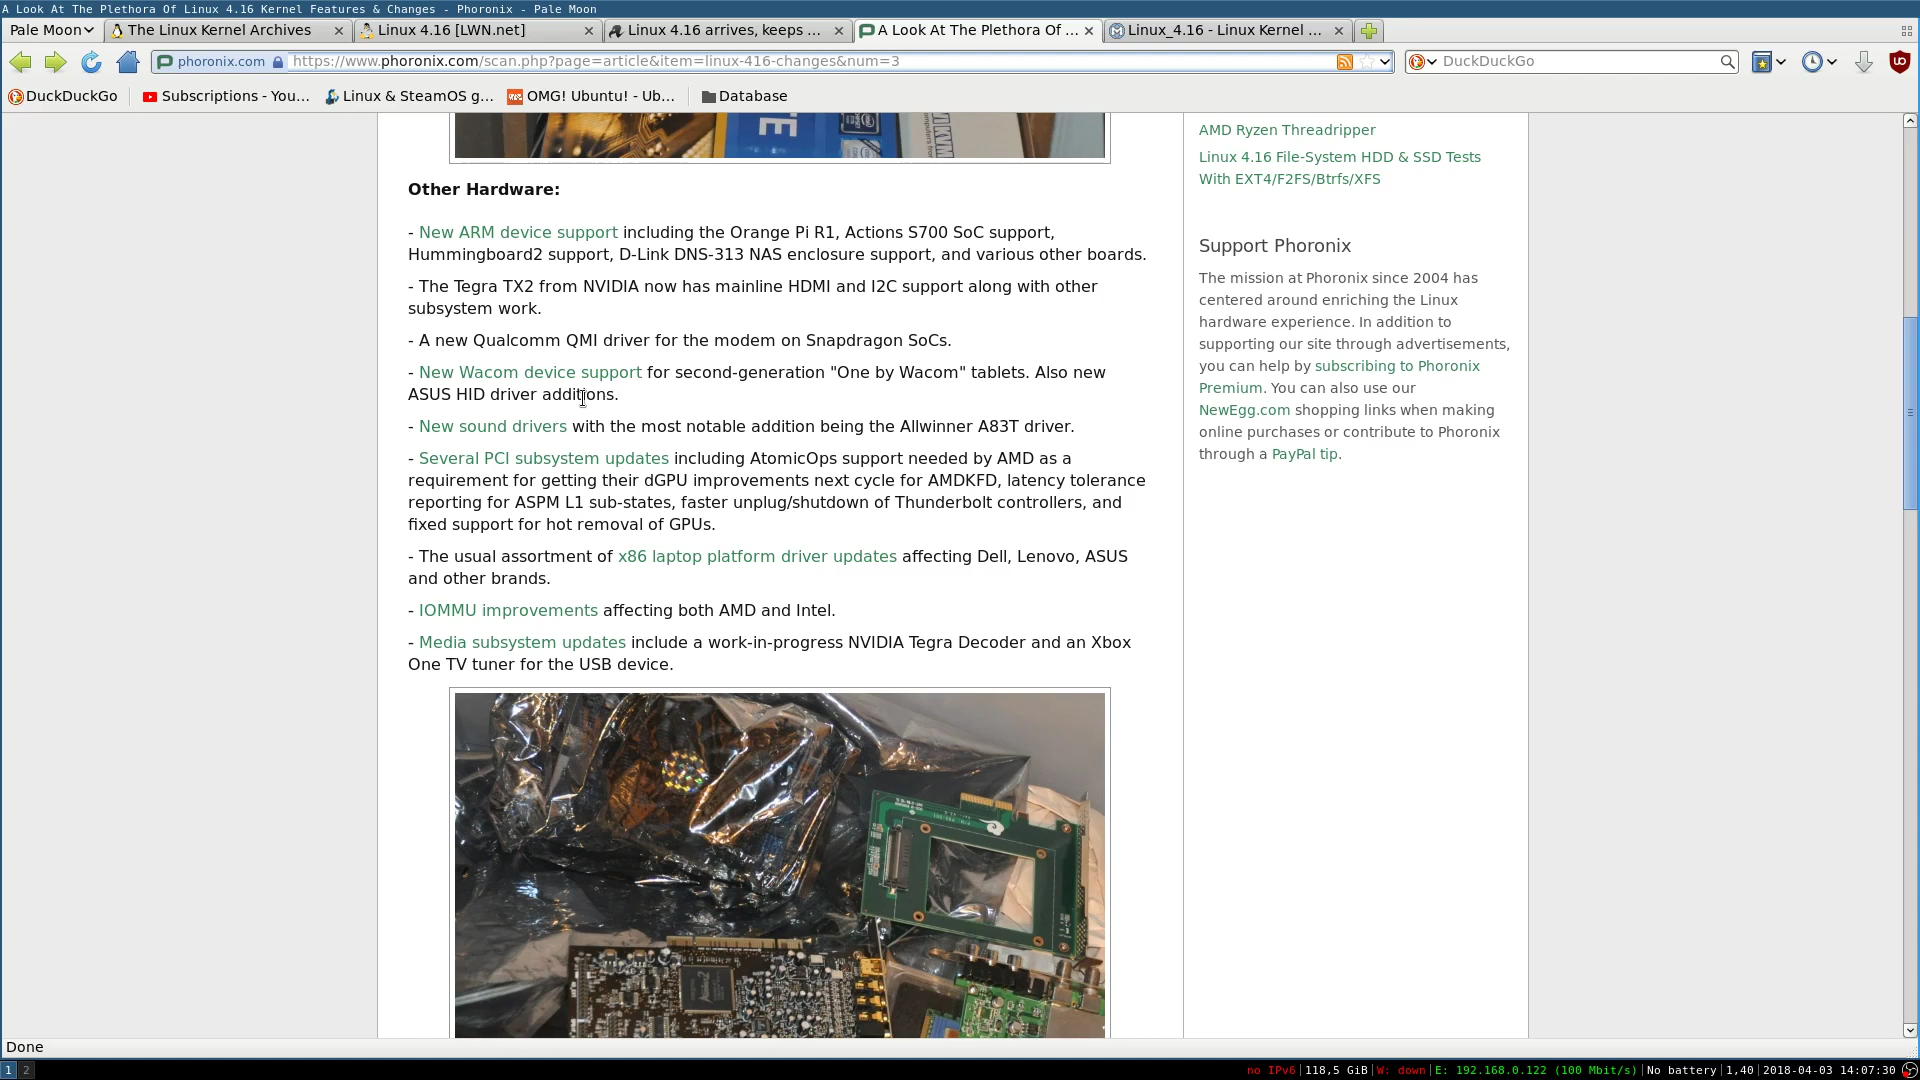 A Look At The Plethora Of Linux 4.16 Kernel Features & Changes - Phoronix - Pale Moon
Pale Moon The Linux Kernel Archives Linux 4.16 [LWN.net] Linux 4.16 arrives, keeps ... A Look At The Plethora Of ... Linux_4.16 - Linux Kernel ...
phoronix.com https://www.phoronix.com/scan.php?page=article&item=linux-416-changes&num=3 DuckDuckGo
DuckDuckGo Subscriptions - You... Linux & SteamOS g... OMG! Ubuntu! - Ub... Database
Other Hardware:
- New ARM device support including the Orange Pi R1, Actions S700 SoC support,
Hummingboard2 support, D-Link DNS-313 NAS enclosure support, and various other boards.
- The Tegra TX2 from NVIDIA now has mainline HDMI and I2C support along with other
subsystem work.
- A new Qualcomm QMI driver for the modem on Snapdragon SoCs.
- New Wacom device support for second-generation "One by Wacom" tablets. Also new
ASUS HID driver additions.
- New sound drivers with the most notable addition being the Allwinner A83T driver.
- Several PCI subsystem updates including AtomicOps support needed by AMD as a
requirement for getting their dGPU improvements next cycle for AMDKFD, latency tolerance
reporting for ASPM L1 sub-states, faster unplug/shutdown of Thunderbolt controllers, and
fixed support for hot removal of GPUs.
- The usual assortment of x86 laptop platform driver updates affecting Dell, Lenovo, ASUS
and other brands.
- IOMMU improvements affecting both AMD and Intel.
- Media subsystem updates include a work-in-progress NVIDIA Tegra Decoder and an Xbox
One TV tuner for the USB device.
AMD Ryzen Threadripper
Linux 4.16 File-System HDD & SSD Tests
With EXT4/F2FS/Btrfs/XFS
Support Phoronix
The mission at Phoronix since 2004 has
centered around enriching the Linux
hardware experience. In addition to
supporting our site through advertisements,
you can help by subscribing to Phoronix
Premium. You can also use our
NewEgg.com shopping links when making
online purchases or contribute to Phoronix
through a PayPal tip.
Done
1 2 no IPv6|118,5 GiB|W: down|E: 192.168.0.122 (100 Mbit/s)|No battery|1,40|2018-04-03 14:07:30